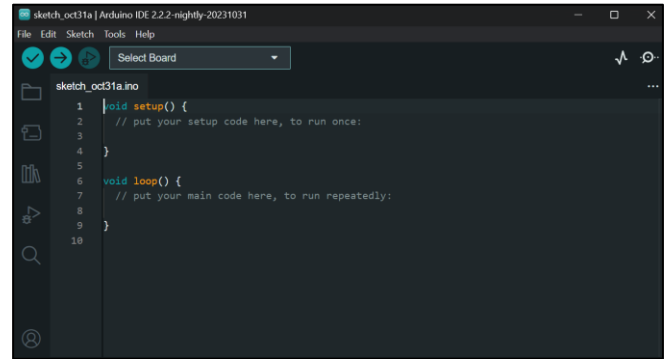 sketch_oct31a | Arduino IDE 2.2.2-nightly-20231031
File Edit Sketch Tools Help
Select Board
sketch_oct31a.ino
1 void setup() {
2 // put your setup code here, to run once:
3
4 }
5
6 void loop() {
7 // put your main code here, to run repeatedly:
8
9 }
10